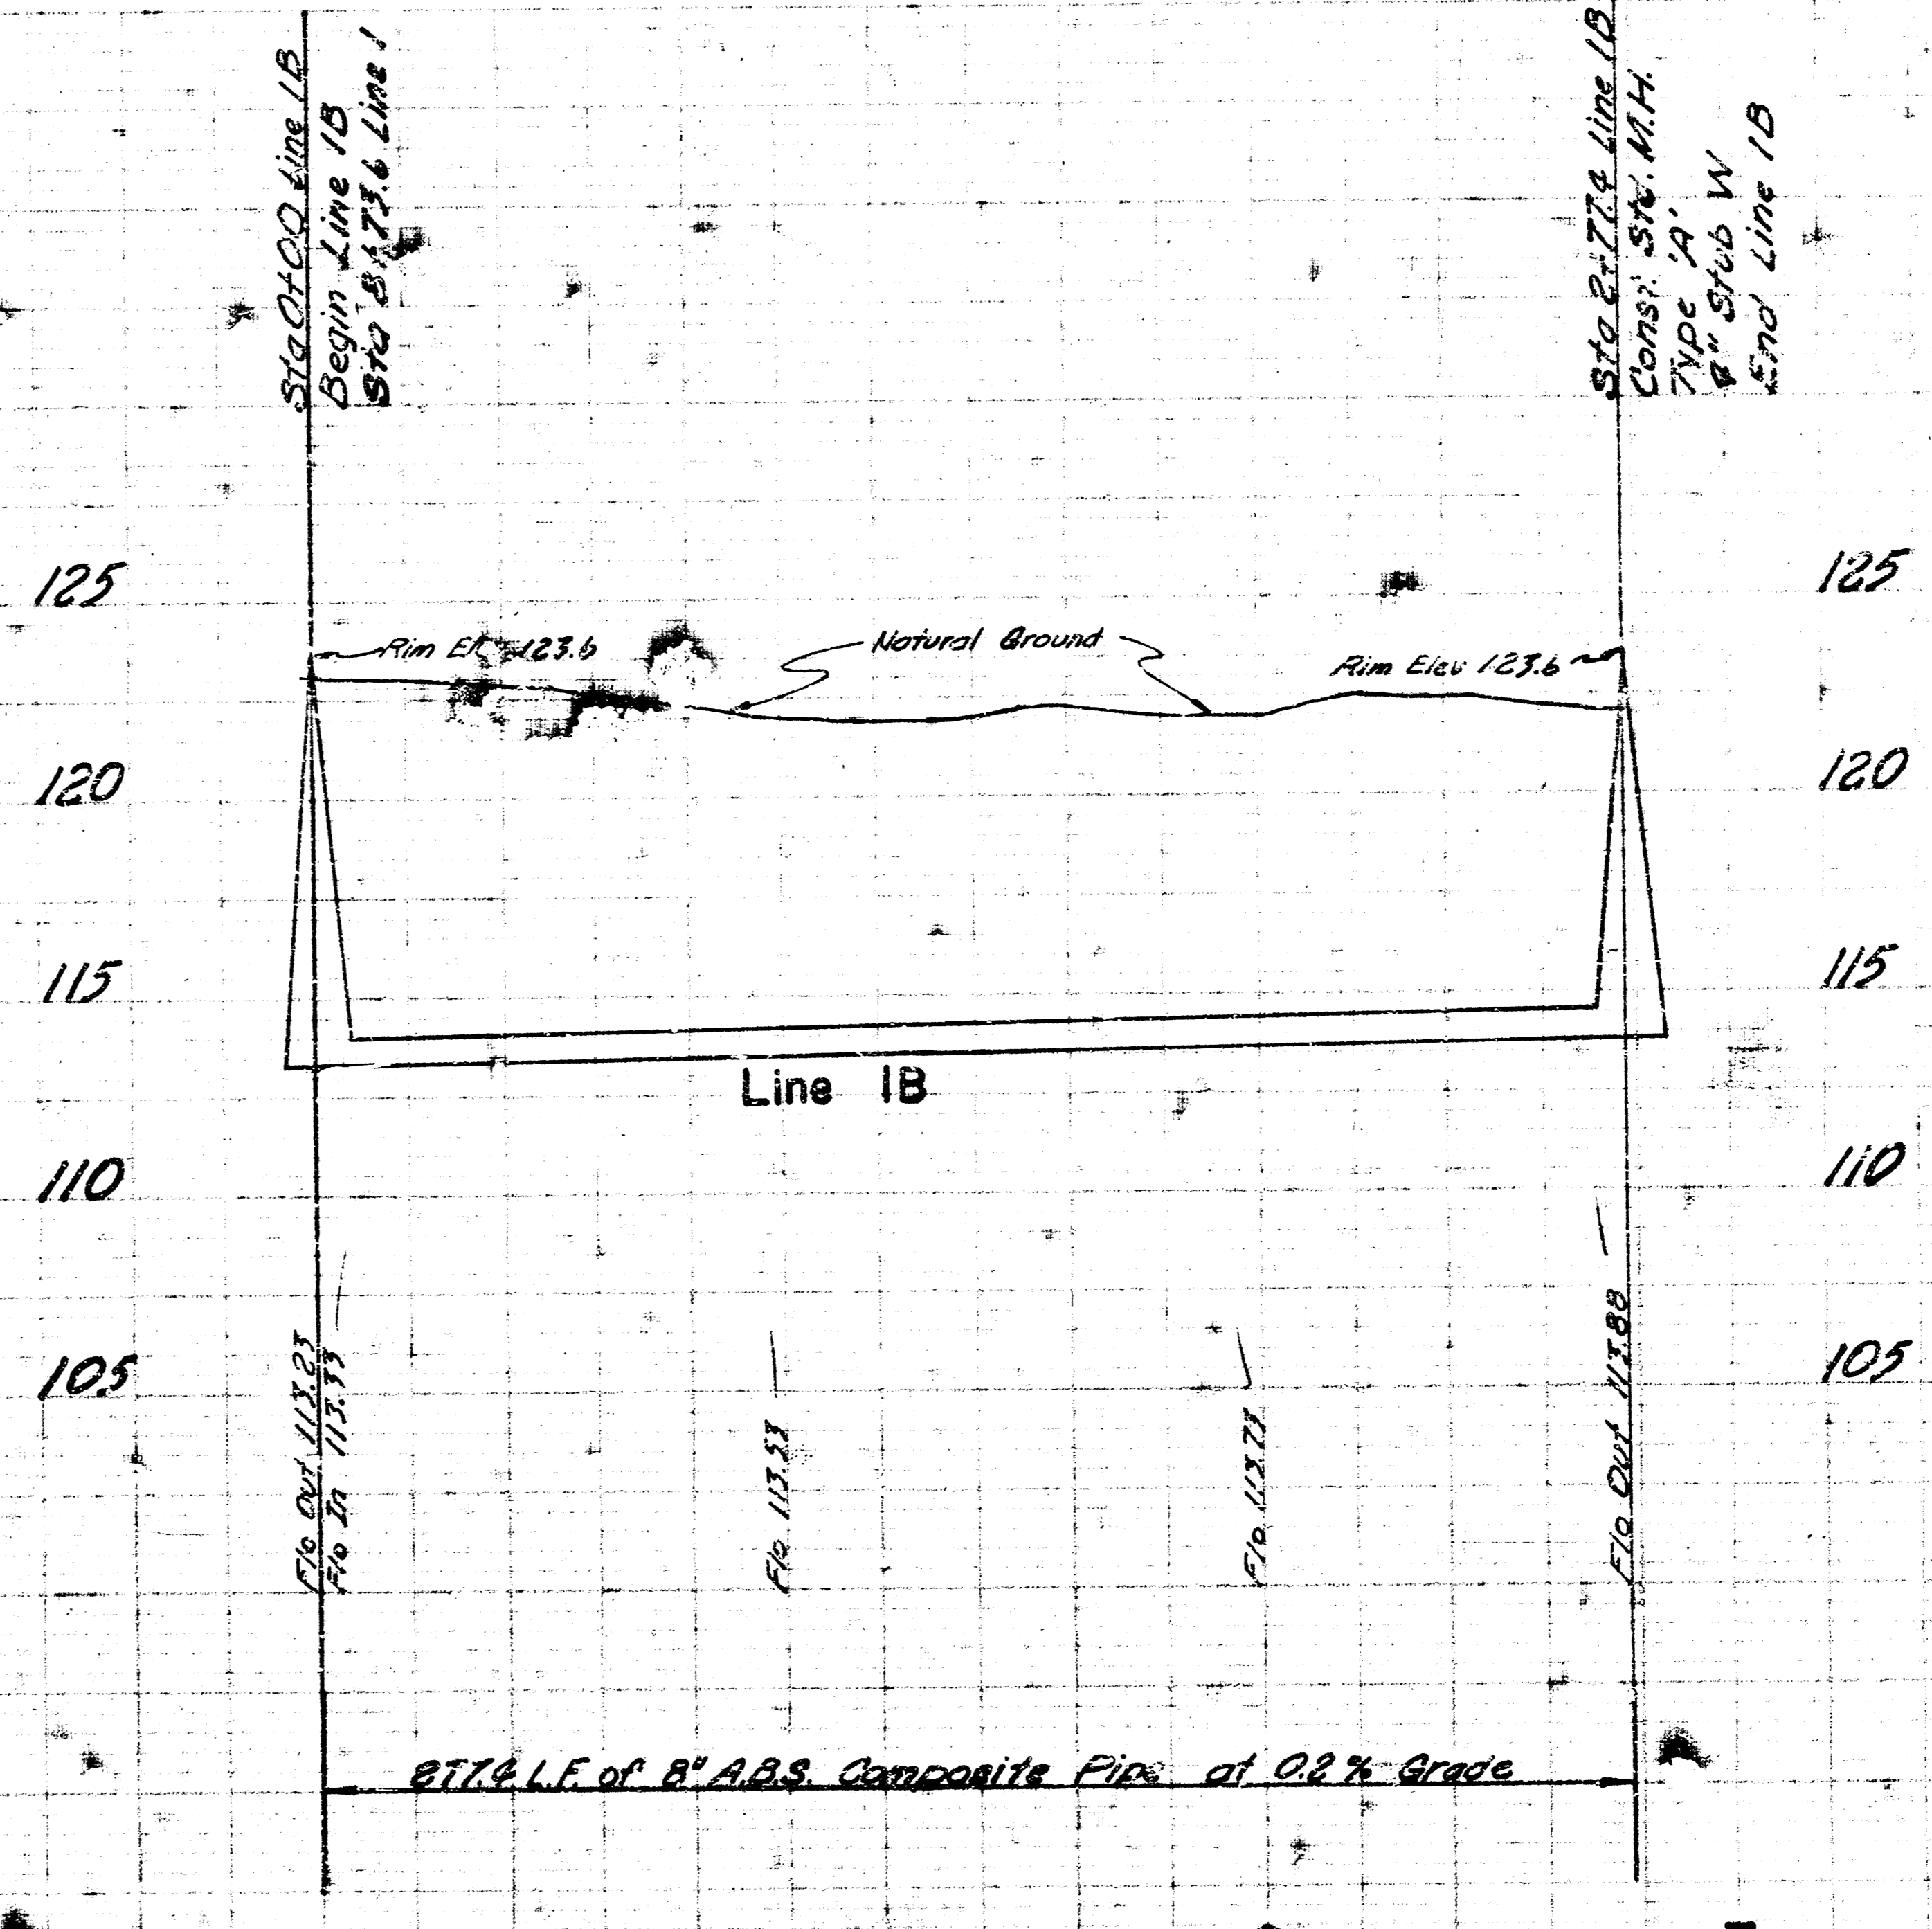 Sta 0+00 Line 1B
Begin Line 1B
Sta 8+73.6 Line 1
Sta 2+77.4 Line 1B
Const. Std. M.H.
Type 'A'
8" Stub W
End Line 1B
125
125
Rim El. 123.6
Natural Ground
Rim Elev 123.6
120
120
115
115
Line 1B
110
110
105
105
Flo Out 113.23
Flo In 113.33
Flo 113.53
Flo 113.73
Flo Out 113.88
277.4 L.F. of 8" A.B.S. Composite Pipe at 0.2% Grade